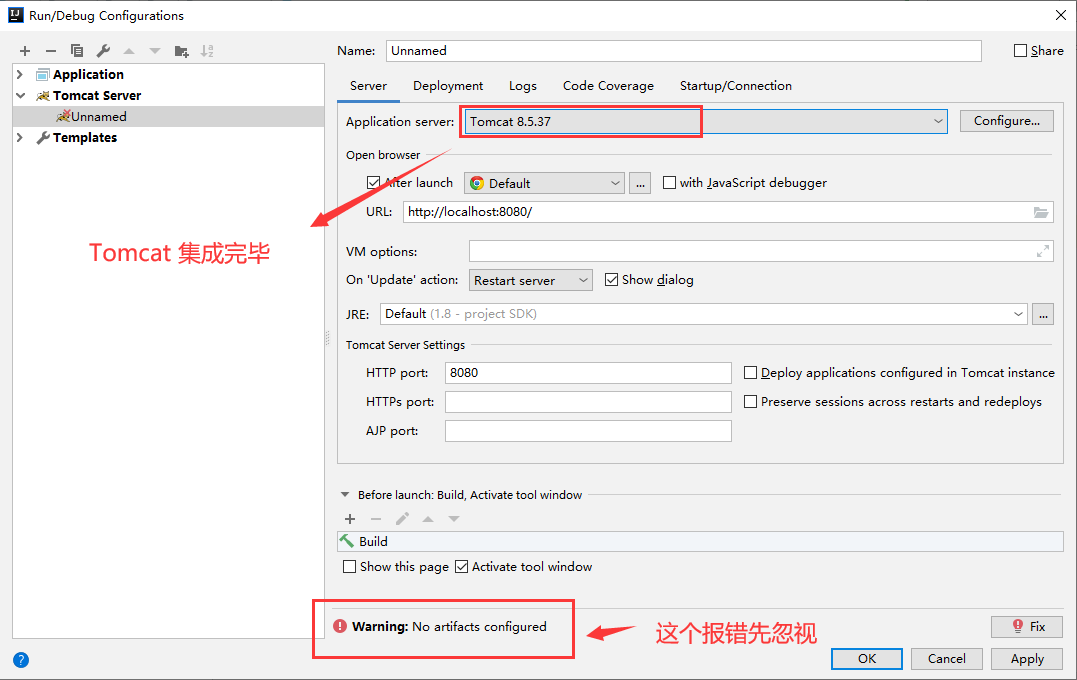 Run/Debug Configurations
Application
Tomcat Server
Unnamed
Templates
Name: Unnamed Share
Server Deployment Logs Code Coverage Startup/Connection
Application server: Tomcat 8.5.37 Configure...
Open browser
After launch Default ... with JavaScript debugger
URL: http://localhost:8080/
Tomcat 集成完毕
VM options:
On 'Update' action: Restart server Show dialog
JRE: Default (1.8 - project SDK) ...
Tomcat Server Settings
HTTP port: 8080 Deploy applications configured in Tomcat instance
HTTPs port: Preserve sessions across restarts and redeploys
AJP port:
Before launch: Build, Activate tool window
Build
Show this page Activate tool window
Warning: No artifacts configured Fix
这个报错先忽视
? OK Cancel Apply